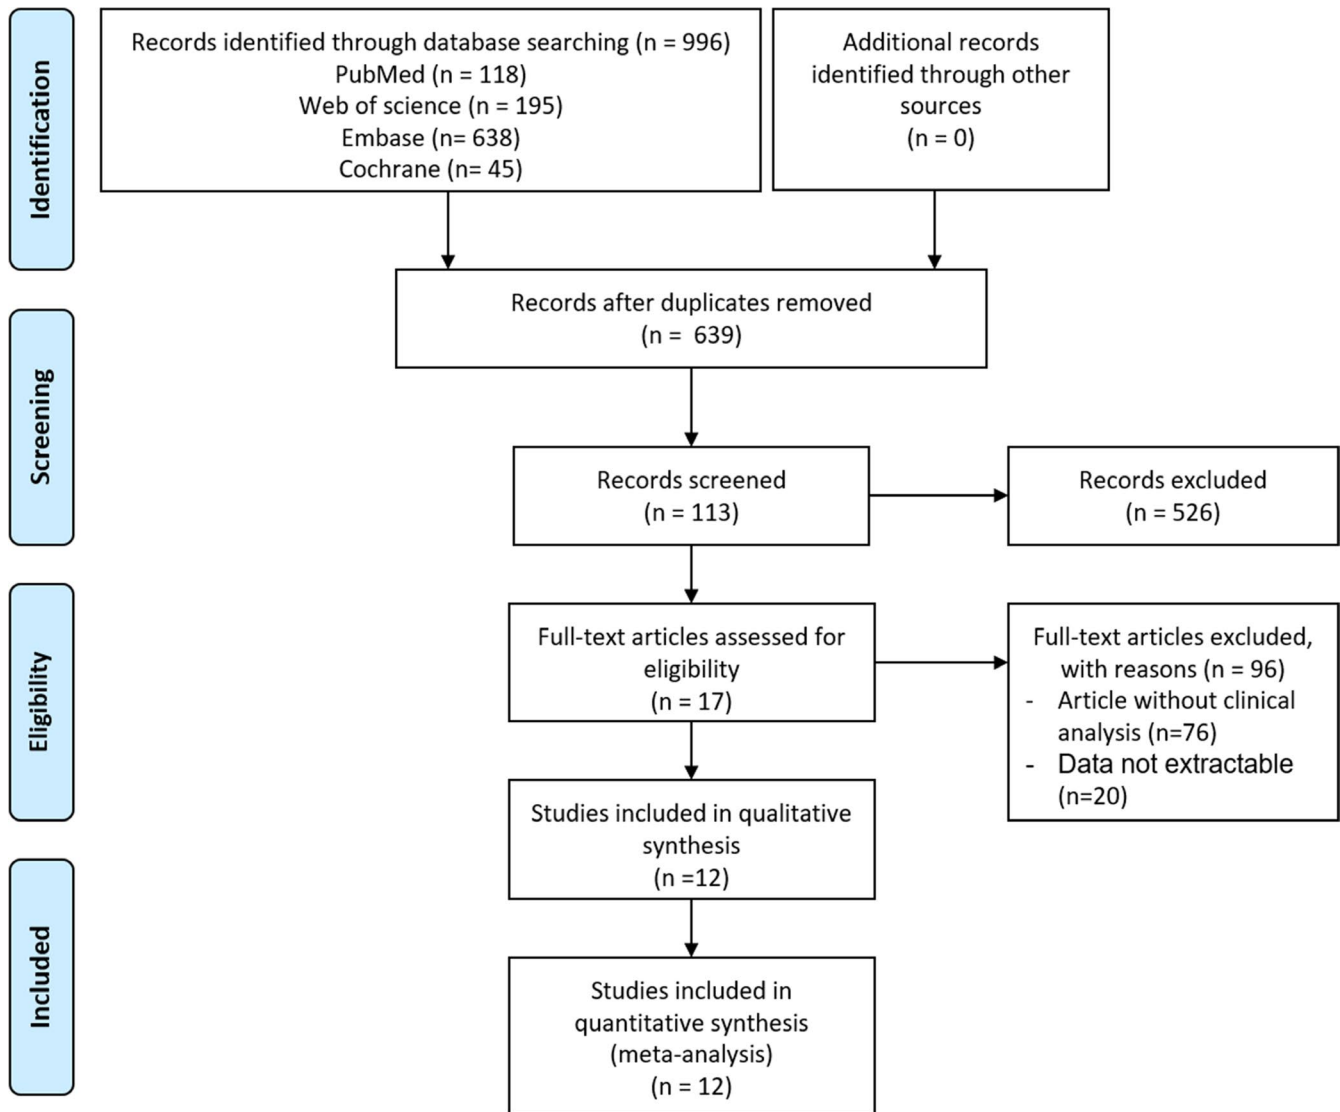 Identification
Records identified through database searching (n = 996)
PubMed (n = 118)
Web of science (n = 195)
Embase (n= 638)
Cochrane (n= 45)
Additional records
identified through other
sources
(n = 0)
Records after duplicates removed
(n =  639)
Screening
Records screened
(n = 113)
Records excluded
(n = 526)
Eligibility
Full-text articles assessed for
eligibility
(n = 17)
Full-text articles excluded,
with reasons (n = 96)
- Article without clinical
analysis (n=76)
- Data not extractable
(n=20)
Studies included in qualitative
synthesis
(n =12)
Included
Studies included in
quantitative synthesis
(meta-analysis)
(n = 12)